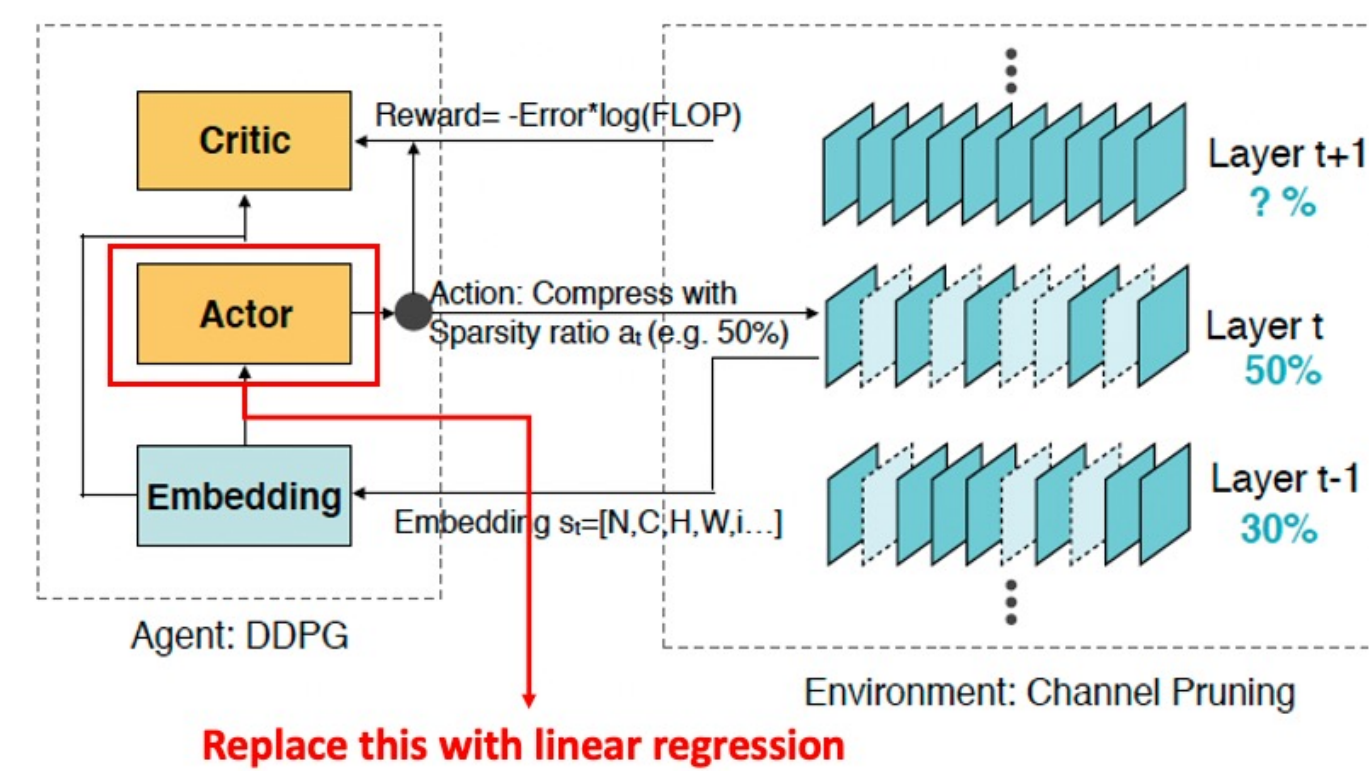 Critic
Reward= -Error*log(FLOP)
Layer t+1
? %
Actor
Action: Compress with
Sparsity ratio aₜ (e.g. 50%)
Layer t
50%
Embedding
Embedding sₜ=[N,C,H,W,i...]
Layer t-1
30%
Agent: DDPG
Environment: Channel Pruning
Replace this with linear regression